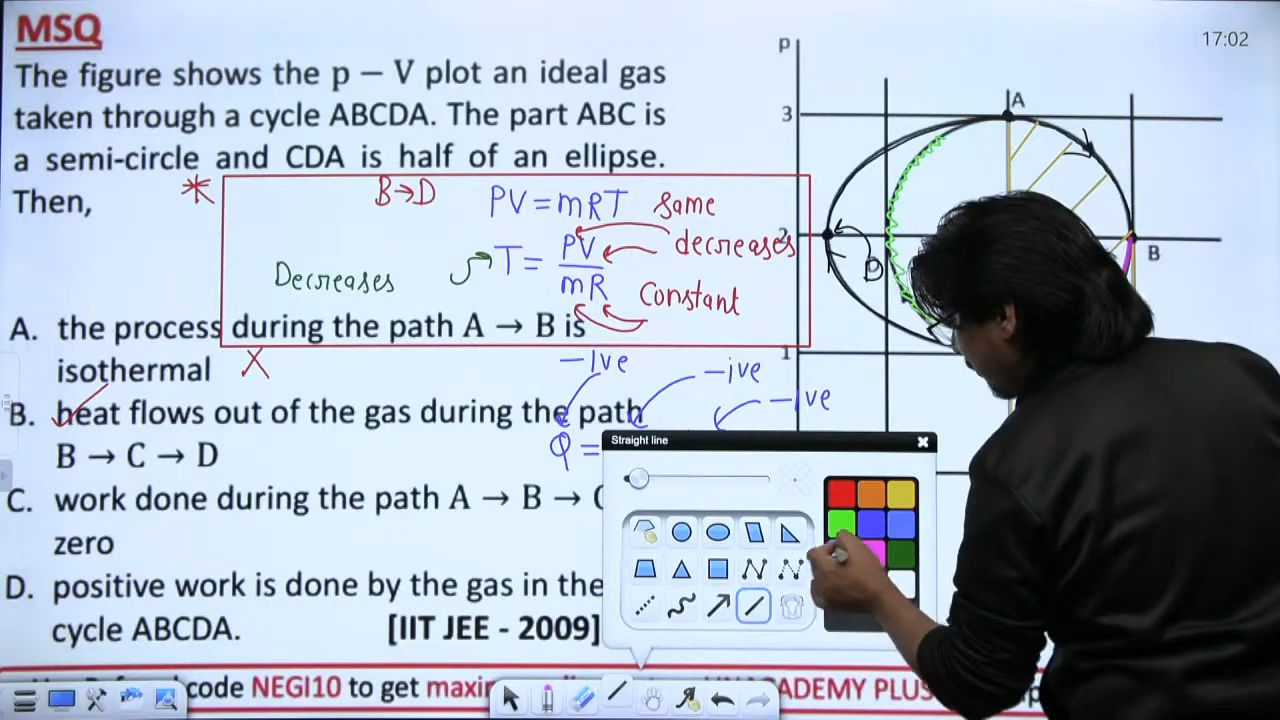 MSQ
17:02
The figure shows the p – V plot an ideal gas
taken through a cycle ABCDA. The part ABC is
a semi-circle and CDA is half of an ellipse.
Then,
B→D
PV = mRT same
T = PV/mR decreases
Decreases
Constant
A. the process during the path A → B is
isothermal
B. heat flows out of the gas during the path
B → C → D
C. work done during the path A → B →
zero
D. positive work is done by the gas in the
cycle ABCDA. [IIT JEE - 2009]
-ive
-ive
-ive
Q =
p
3
2
1
A
B
D
Straight line
code NEGI10 to get
PLUS